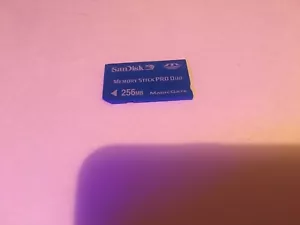 SanDisk
MEMORY STICK PRO DUO
256MB MAGICGATE